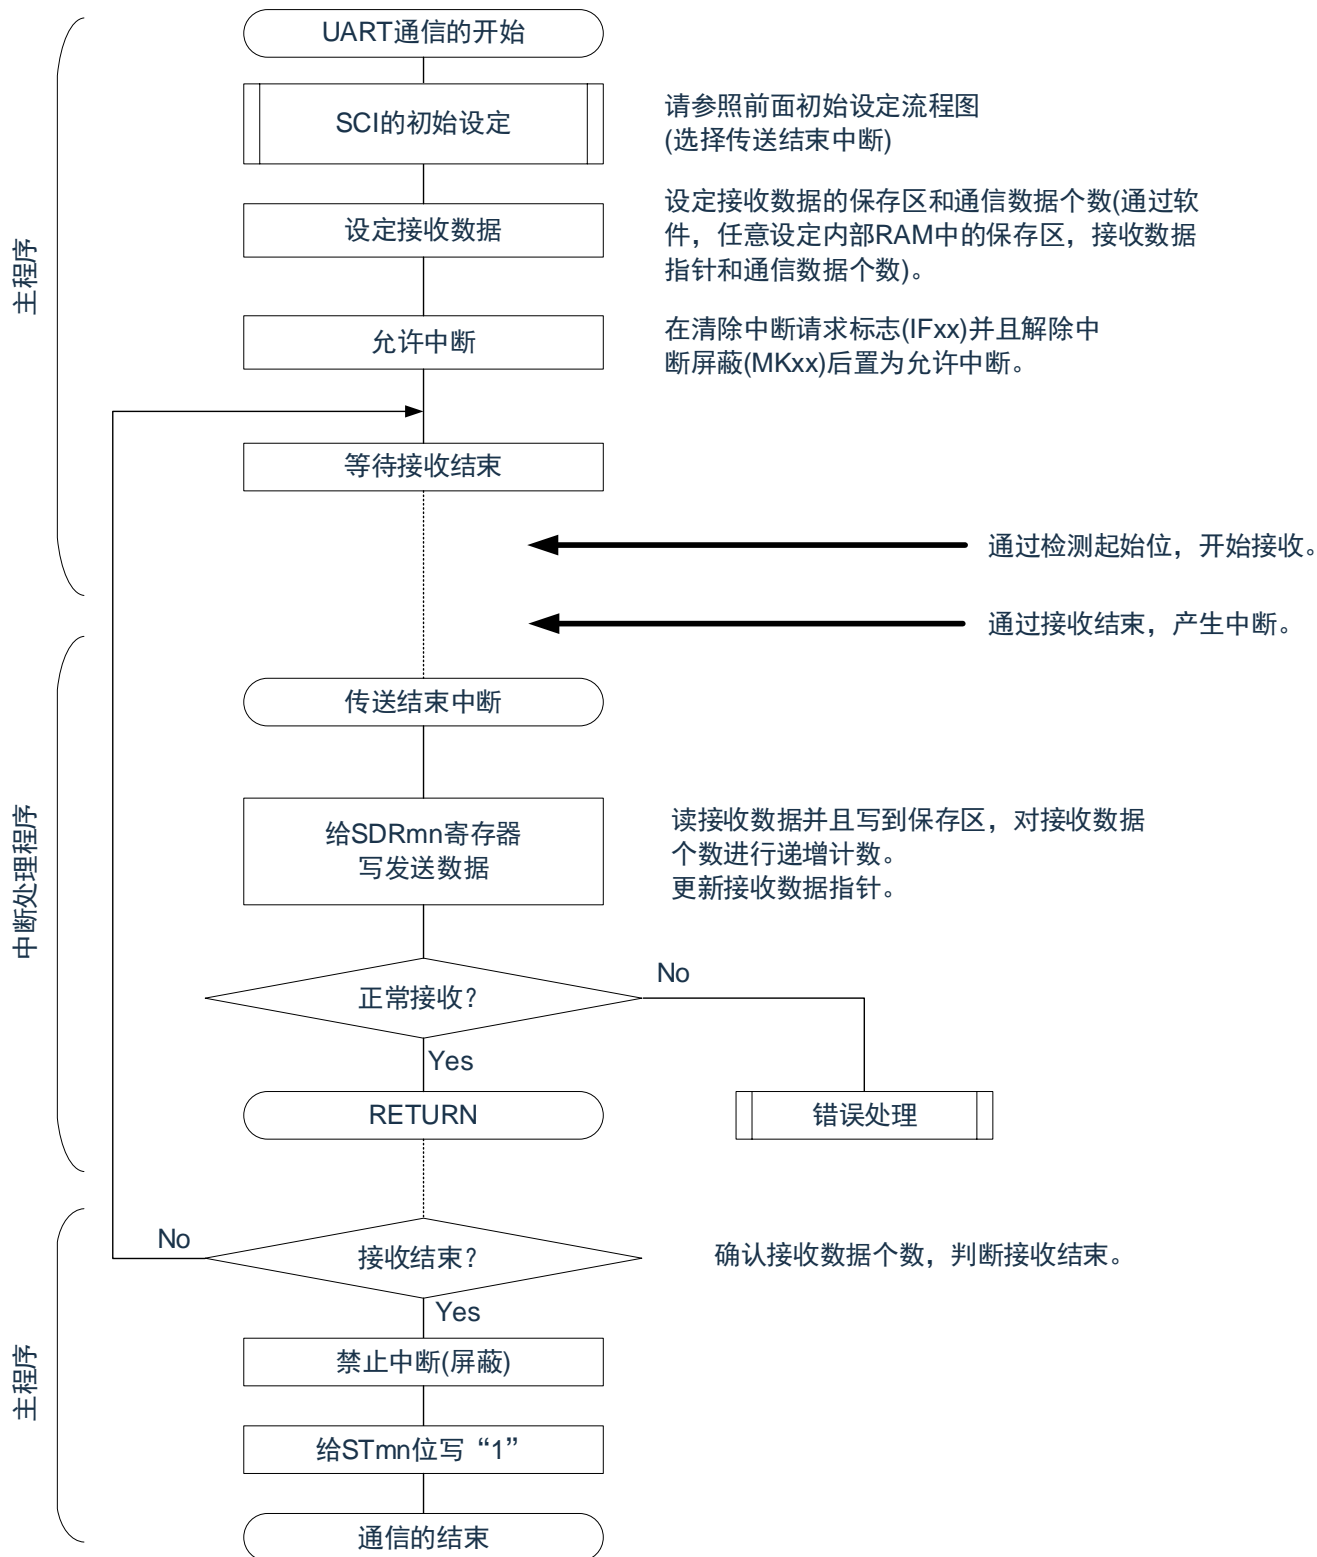 UART通信的开始
SCI的初始设定
请参照前面初始设定流程图
(选择传送结束中断)
设定接收数据
设定接收数据的保存区和通信数据个数(通过软
件，任意设定内部RAM中的保存区，接收数据
指针和通信数据个数)。
主程序
允许中断
在清除中断请求标志(IFxx)并且解除中
断屏蔽(MKxx)后置为允许中断。
等待接收结束
通过检测起始位，开始接收。
通过接收结束，产生中断。
传送结束中断
中断处理程序
给SDRmn寄存器
写发送数据
读接收数据并且写到保存区，对接收数据
个数进行递增计数。
更新接收数据指针。
正常接收？
No
Yes
RETURN
错误处理
接收结束？
No
确认接收数据个数，判断接收结束。
Yes
主程序
禁止中断(屏蔽)
给STmn位写“1”
通信的结束